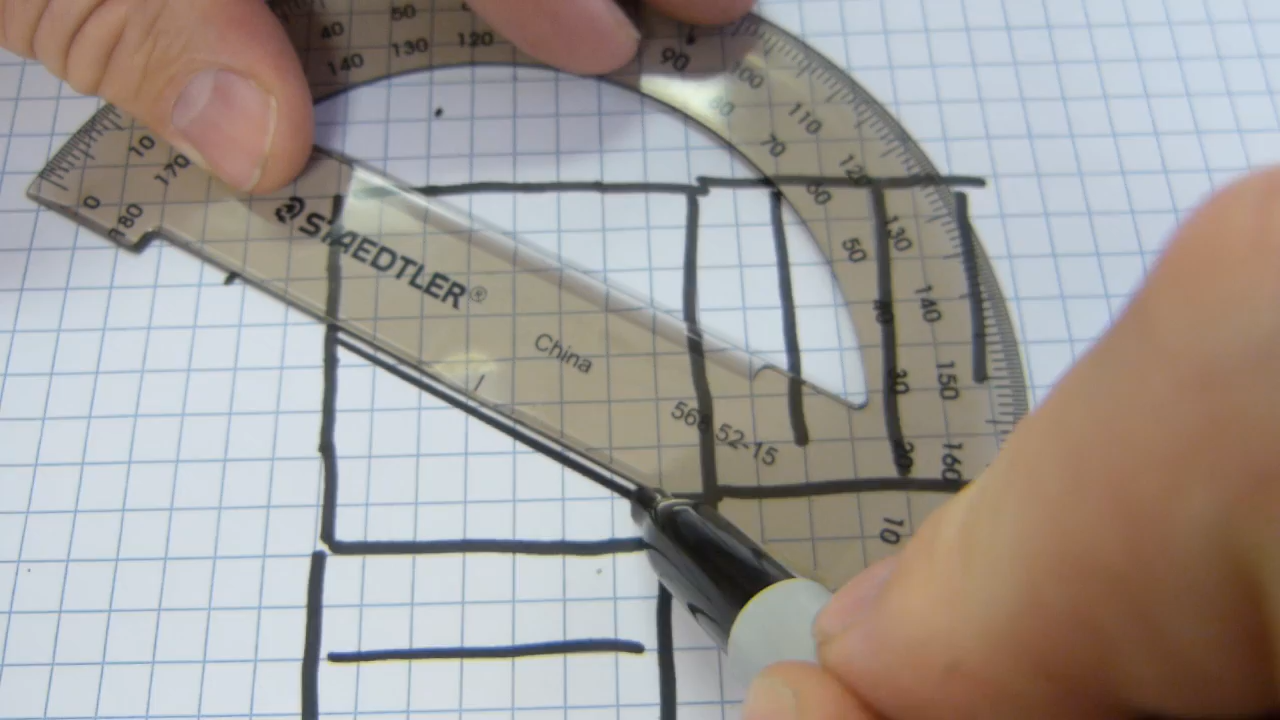 40 50
140 130 120 90 100
80 110
10 170 70 120
0 180 60 130
STAEDTLER®
50
40 140
China
30 150
568 52-15
20 160
10